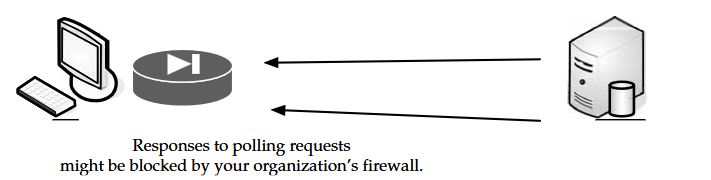 Responses to polling requests
might be blocked by your organization’s firewall.